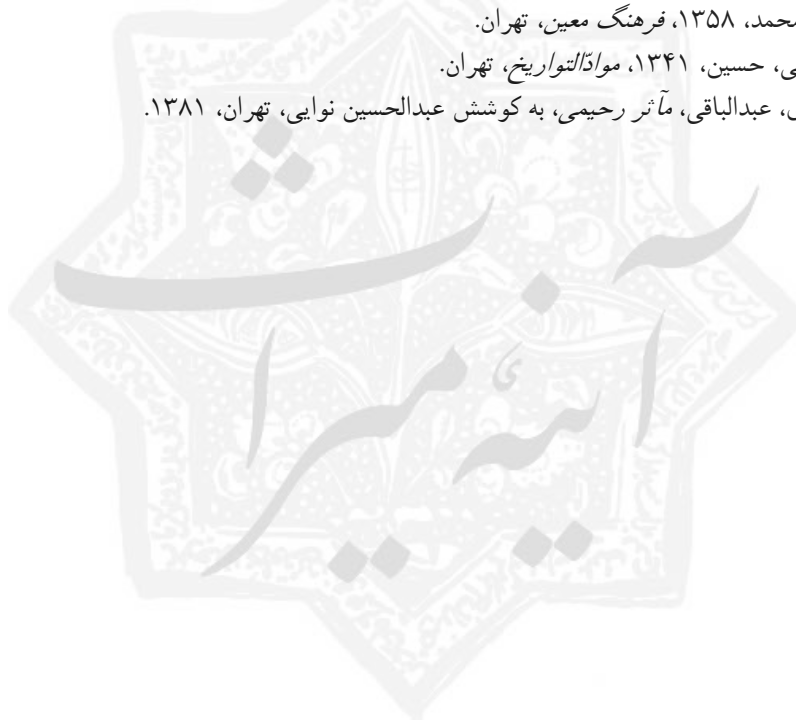 محمد، ۱۳۵۸، فرهنگ معین، تهران.
حسین، ۱۳۴۱، موادّالتواریخ، تهران.
عبدالباقی، مآثر رحیمی، به کوشش عبدالحسین نوایی، تهران، ۱۳۸۱.
آینهٔ میراث